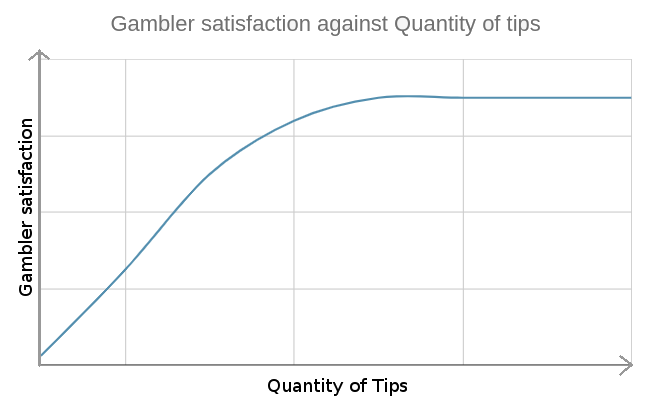 Gambler satisfaction against Quantity of tips
Gambler satisfaction
Quantity of Tips